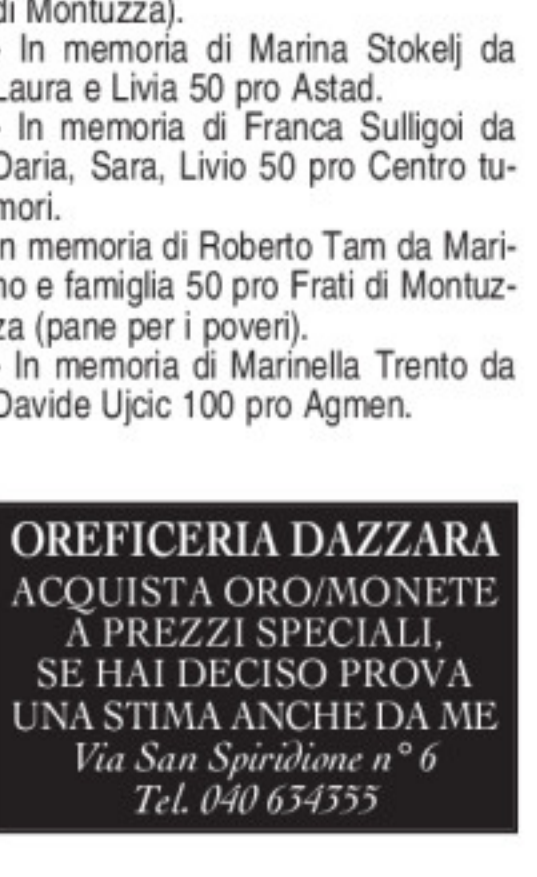 di Montuzza).
- In memoria di Marina Stokelj da
Laura e Livia 50 pro Astad.
- In memoria di Franca Sulligoi da
Daria, Sara, Livio 50 pro Centro tu-
mori.
In memoria di Roberto Tam da Mari-
no e famiglia 50 pro Frati di Montuz-
za (pane per i poveri).
- In memoria di Marinella Trento da
Davide Ujcic 100 pro Agmen.
OREFICERIA DAZZARA
ACQUISTA ORO/MONETE
A PREZZI SPECIALI,
SE HAI DECISO PROVA
UNA STIMA ANCHE DA ME
Via San Spiridione n° 6
Tel. 040 634355